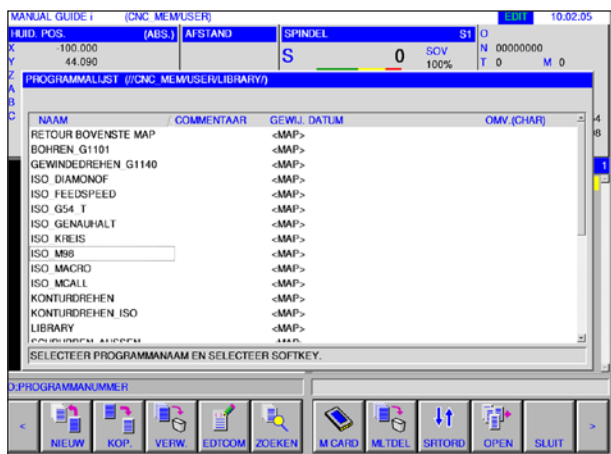 MANUAL GUIDE i (CNC_MEM/USER) EDIT 10.02.05
HUID. POS. (ABS.) AFSTAND SPINDEL S1 O
X -100.000 S 0 SOV 100% N 00000000
Y 44.090 T 0 M 0
Z
A
B
C
PROGRAMMALIJST (//CNC_MEM/USER/LIBRARY/)
NAAM / COMMENTAAR GEWIJ. DATUM OMV.(CHAR)
RETOUR BOVENSTE MAP <MAP>
BOHREN_G1101 <MAP>
GEWINDEDREHEN_G1140 <MAP>
ISO_DIAMONOF <MAP>
ISO_FEEDSPEED <MAP>
ISO_G54_T <MAP>
ISO_GENAUHALT <MAP>
ISO_KREIS <MAP>
ISO_M98 <MAP>
ISO_MACRO <MAP>
ISO_MCALL <MAP>
KONTURDREHEN <MAP>
KONTURDREHEN_ISO <MAP>
LIBRARY <MAP>
SELECTEER PROGRAMMANAAM EN SELECTEER SOFTKEY.
O:PROGRAMMANUMMER
< NIEUW KOP. VERW. EDTCOM ZOEKEN M CARD MLTDEL SRTORD OPEN SLUIT >